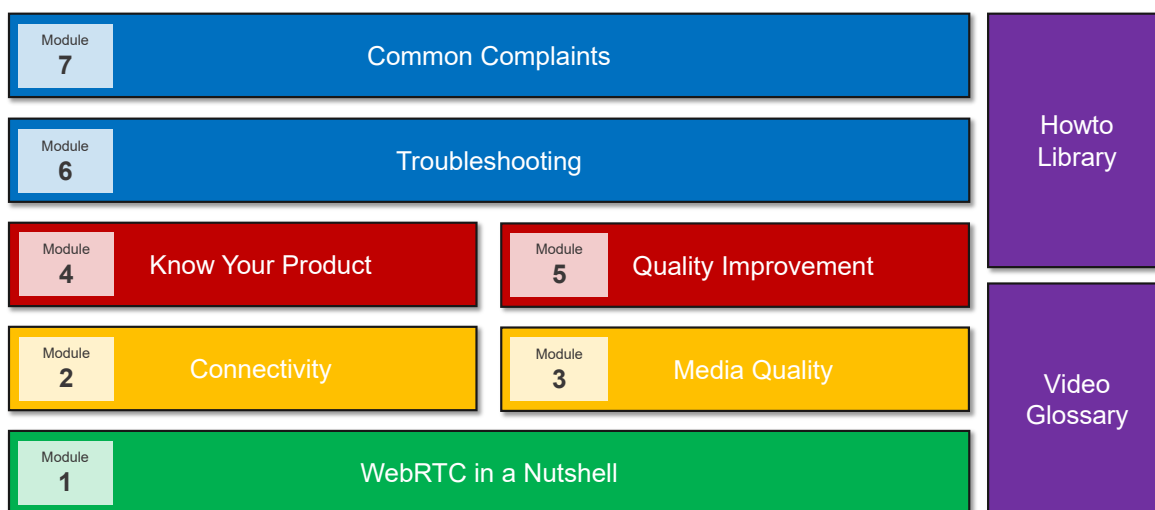 Module
7
Common Complaints
Module
6
Troubleshooting
Howto
Library
Module
4
Know Your Product
Module
5
Quality Improvement
Module
2
Connectivity
Module
3
Media Quality
Video
Glossary
Module
1
WebRTC in a Nutshell